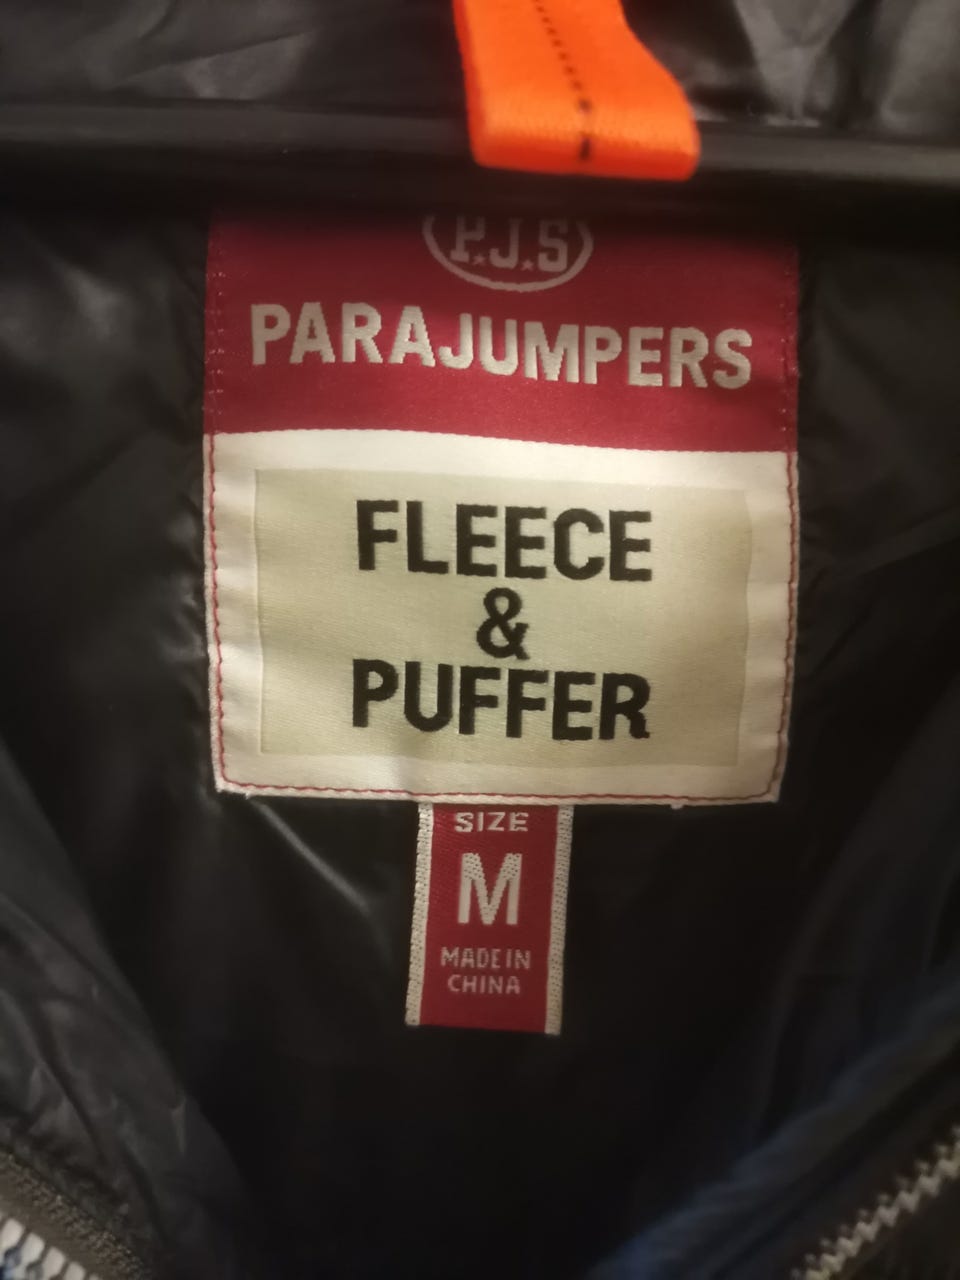 P.J.S
PARAJUMPERS
FLEECE
&
PUFFER
SIZE
M
MADE IN
CHINA